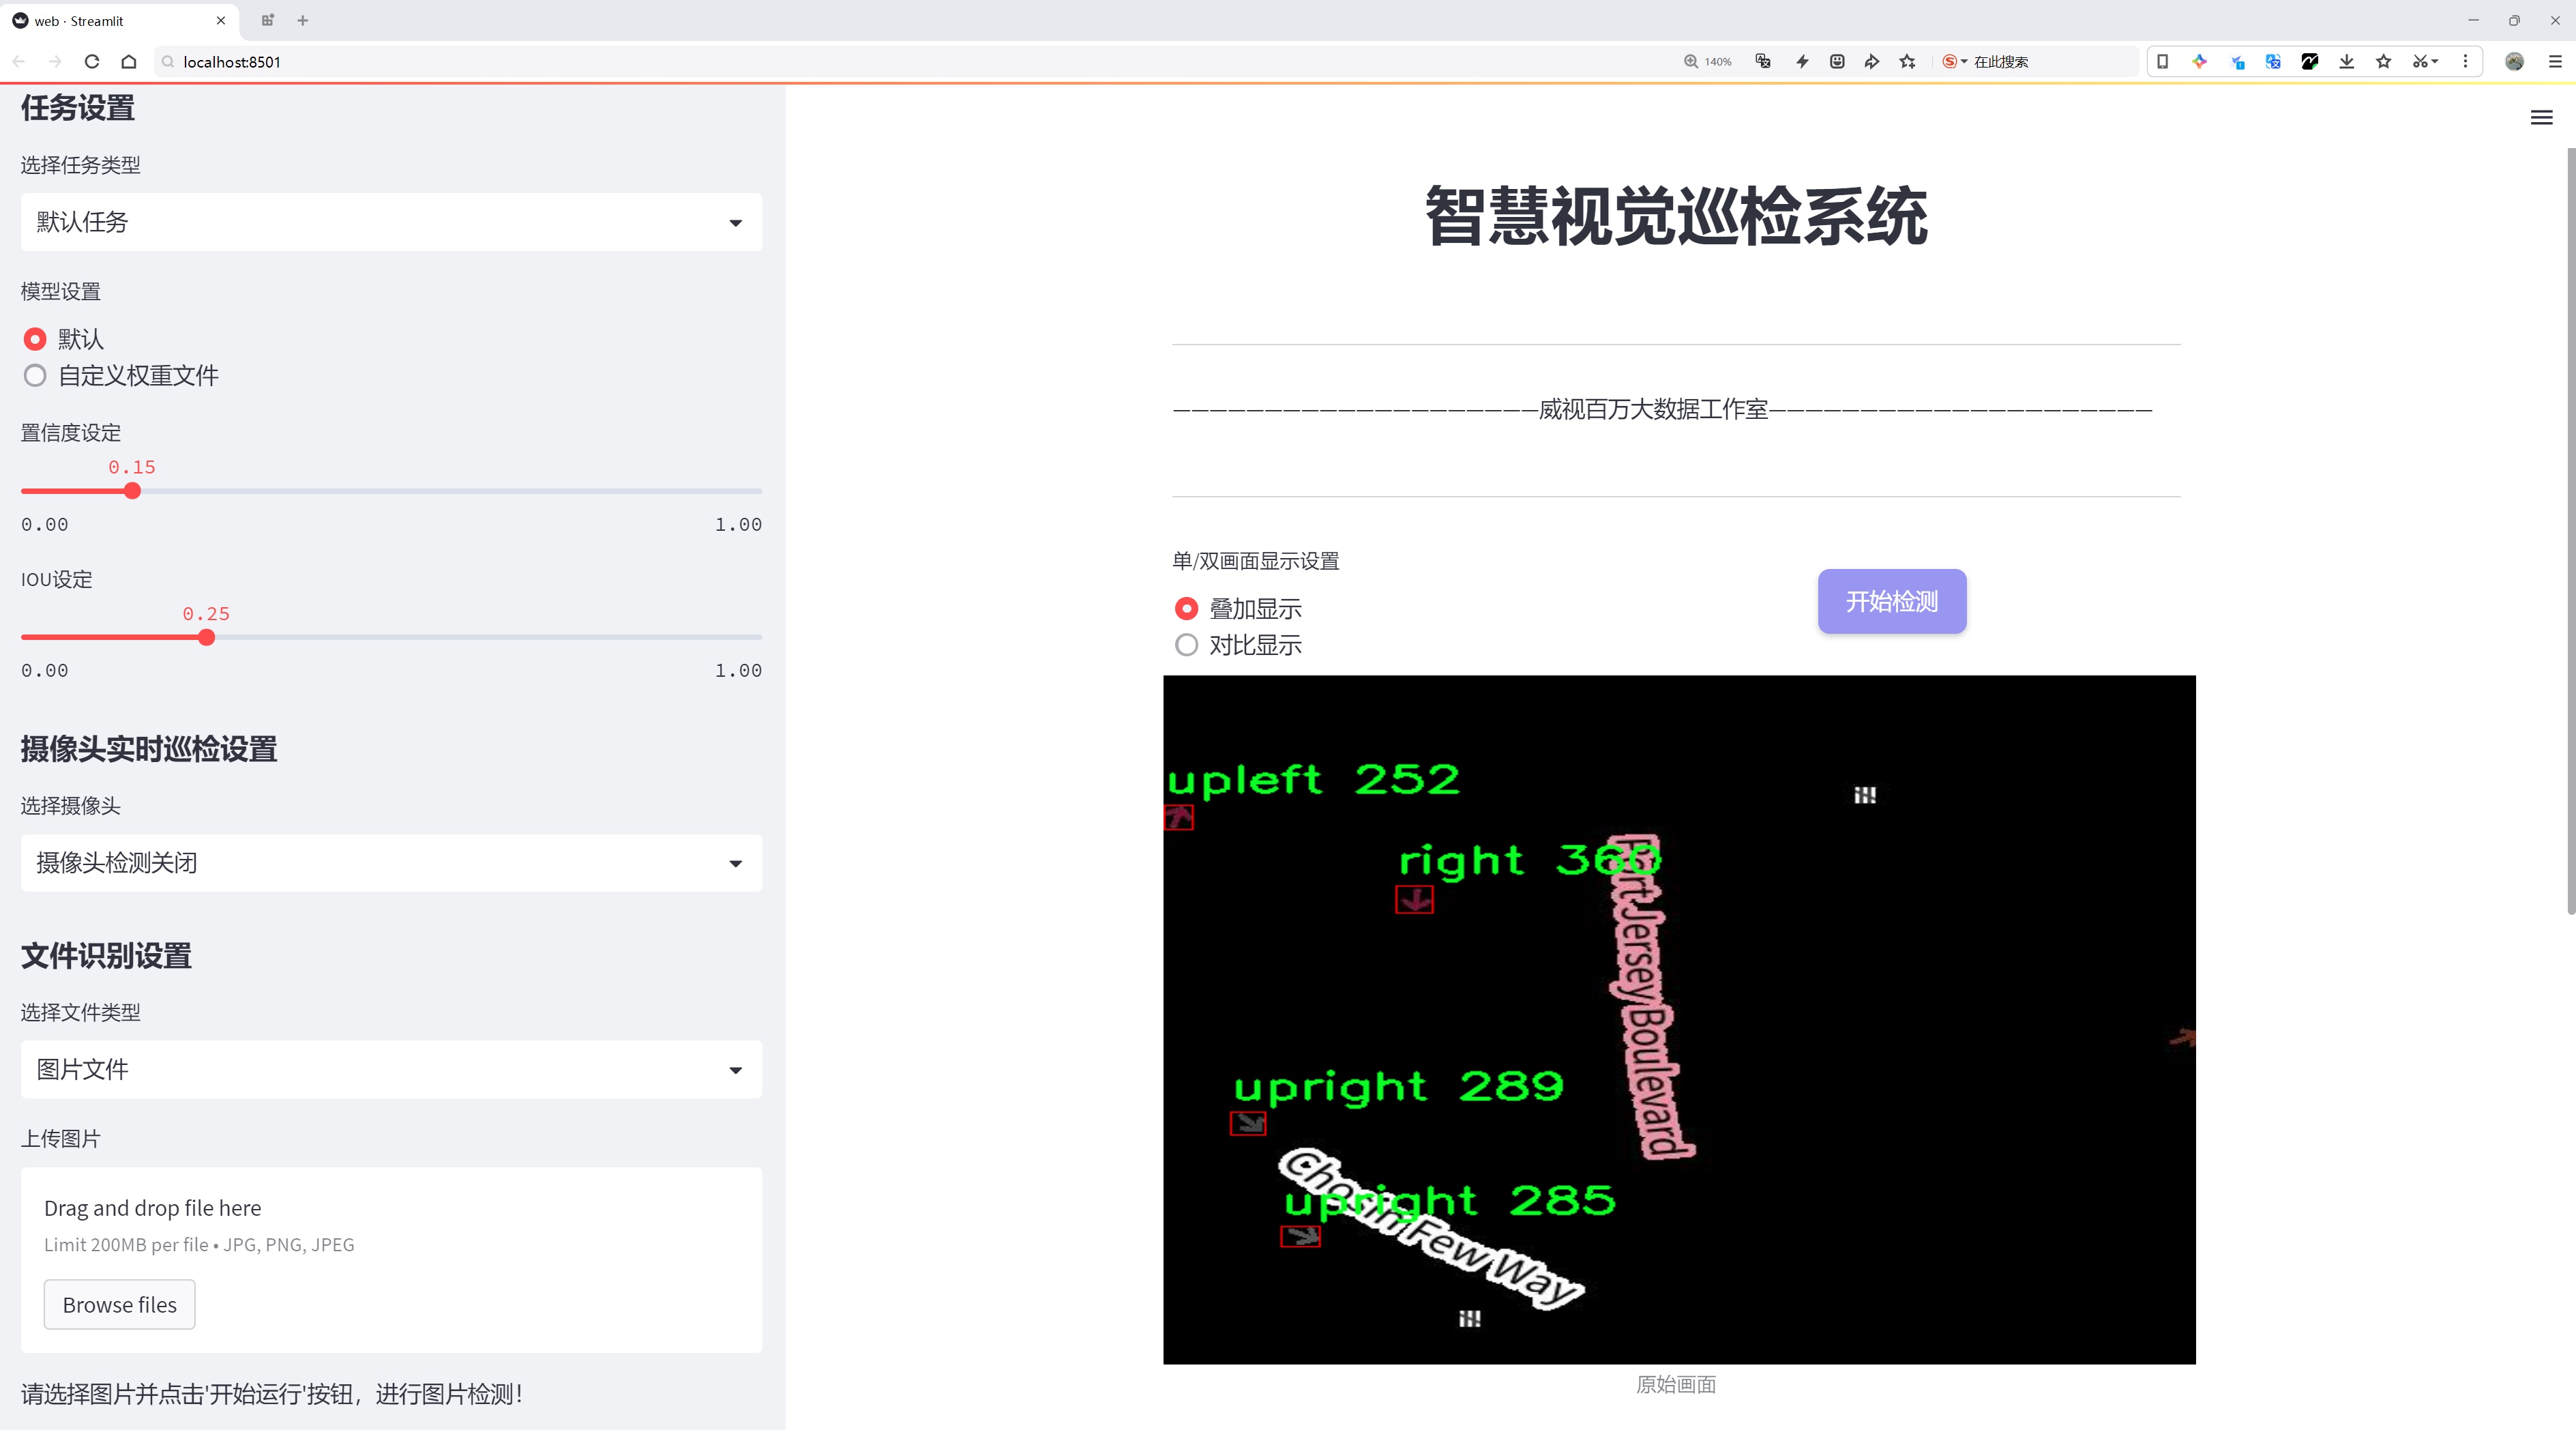 web · Streamlit
localhost:8501
140%
在此搜索
任务设置
选择任务类型
默认任务
模型设置
默认
自定义权重文件
置信度设定
0.15
0.00
1.00
IOU设定
0.25
0.00
1.00
摄像头实时巡检设置
选择摄像头
摄像头检测关闭
文件识别设置
选择文件类型
图片文件
上传图片
Drag and drop file here
Limit 200MB per file • JPG, PNG, JPEG
Browse files
请选择图片并点击'开始运行'按钮，进行图片检测！
智慧视觉巡检系统
————————————————————威视百万大数据工作室—————————————————————
单/双画面显示设置
叠加显示
对比显示
开始检测
upleft 252
right 360
Port Jersey Boulevard
upright 289
Chosin Few Way
upright 285
原始画面